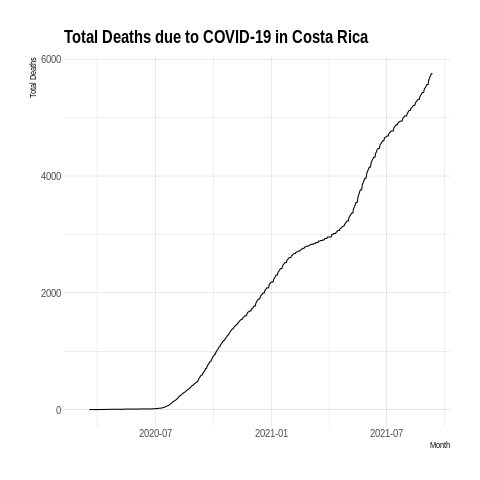 Total Deaths due to COVID-19 in Costa Rica
Total Deaths
6000
4000
2000
0
2020-07 2021-01 2021-07
Month